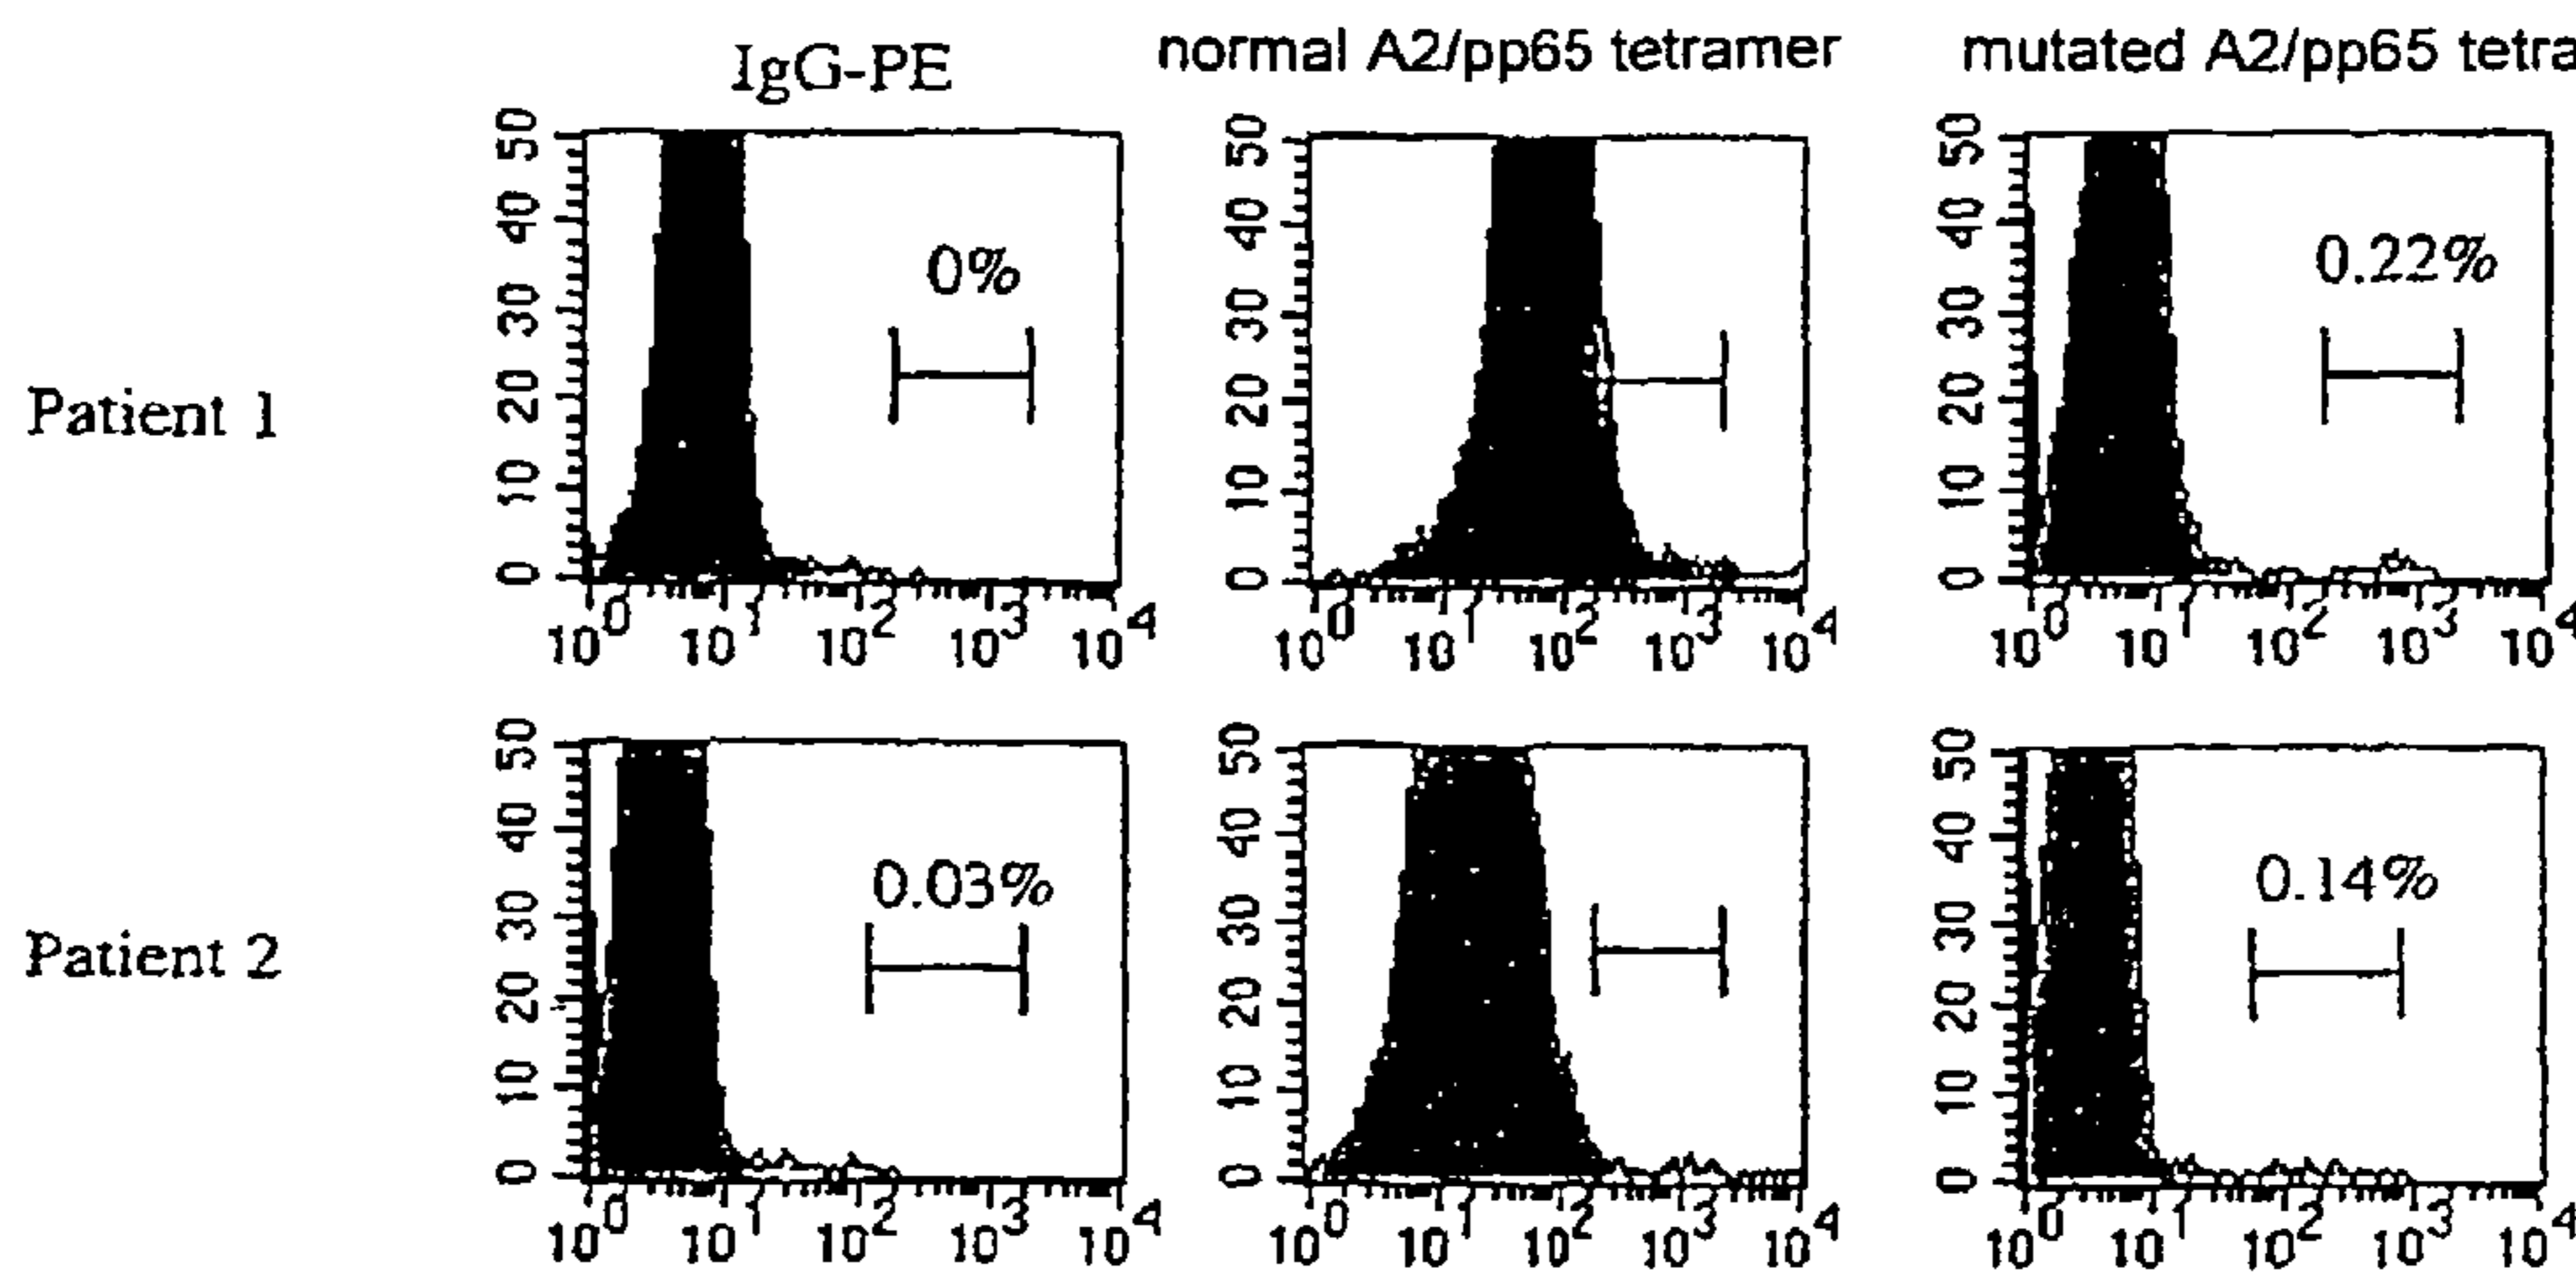 IgG-PE normal A2/pp65 tetramer mutated A2/pp65 tetra
50 50 50
40 40 40
0% 0.22%
30 30 30
Patient 1
20 20 20
10 10 10
0 0 0
10^0 10^1 10^2 10^3 10^4 10^0 10^1 10^2 10^3 10^4 10^0 10^1 10^2 10^3 10^4
50 50 50
40 40 40
0.03% 0.14%
30 30 30
Patient 2
20 20 20
10 10 10
0 0 0
10^0 10^1 10^2 10^3 10^4 10^0 10^1 10^2 10^3 10^4 10^0 10^1 10^2 10^3 10^4